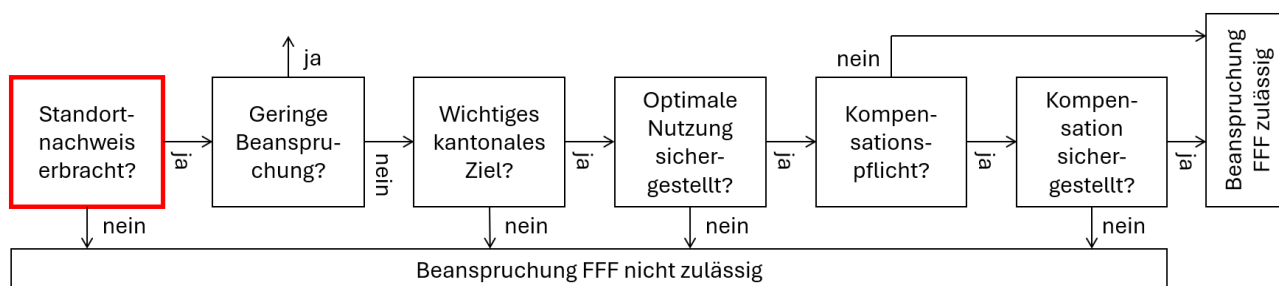 Standort-
nachweis
erbracht?
ja
nein
Geringe
Beanspru-
chung?
ja
nein
Wichtiges
kantonales
Ziel?
ja
nein
Optimale
Nutzung
sicher-
gestellt?
ja
nein
Kompen-
sations-
pflicht?
nein
ja
Kompen-
sation
sicher-
gestellt?
ja
nein
Beanspruchung
FFF zulässig
Beanspruchung FFF nicht zulässig